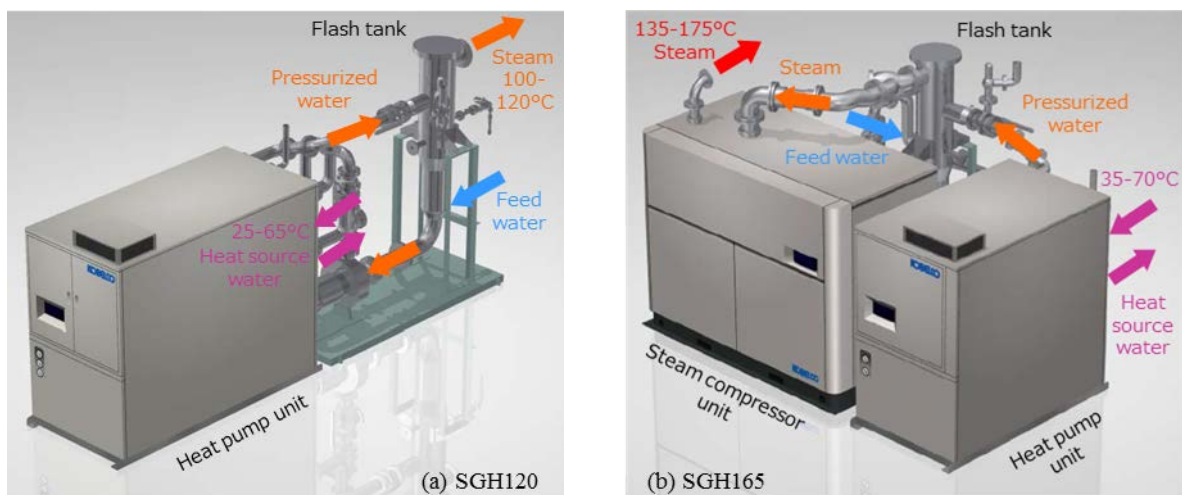 Flash tank
Steam
100-
120°C
Pressurized
water
Feed
water
25-65°C
Heat source
water
KOBELCO
Heat pump unit
(a) SGH120
135-175°C
Steam
Flash tank
Steam
Pressurized
water
Feed water
35-70°C
KOBELCO
Heat
source
water
Steam compressor
unit
KOBELCO
Heat pump
unit
(b) SGH165